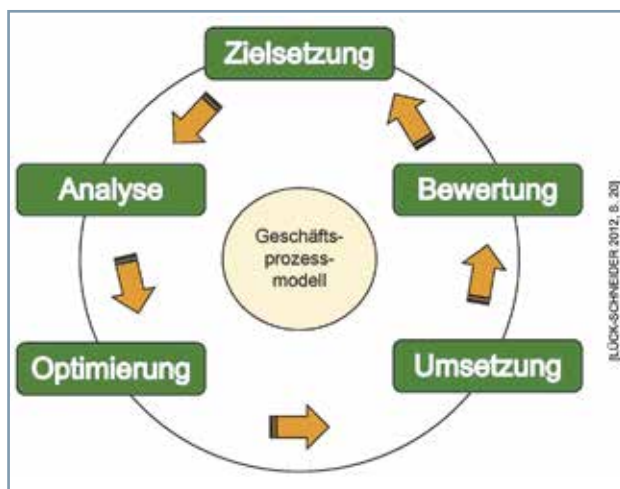 Zielsetzung
Analyse
Bewertung
Geschäfts-
prozess-
modell
Optimierung
Umsetzung
[LÜCK-SCHNEIDER 2012, S. 20]